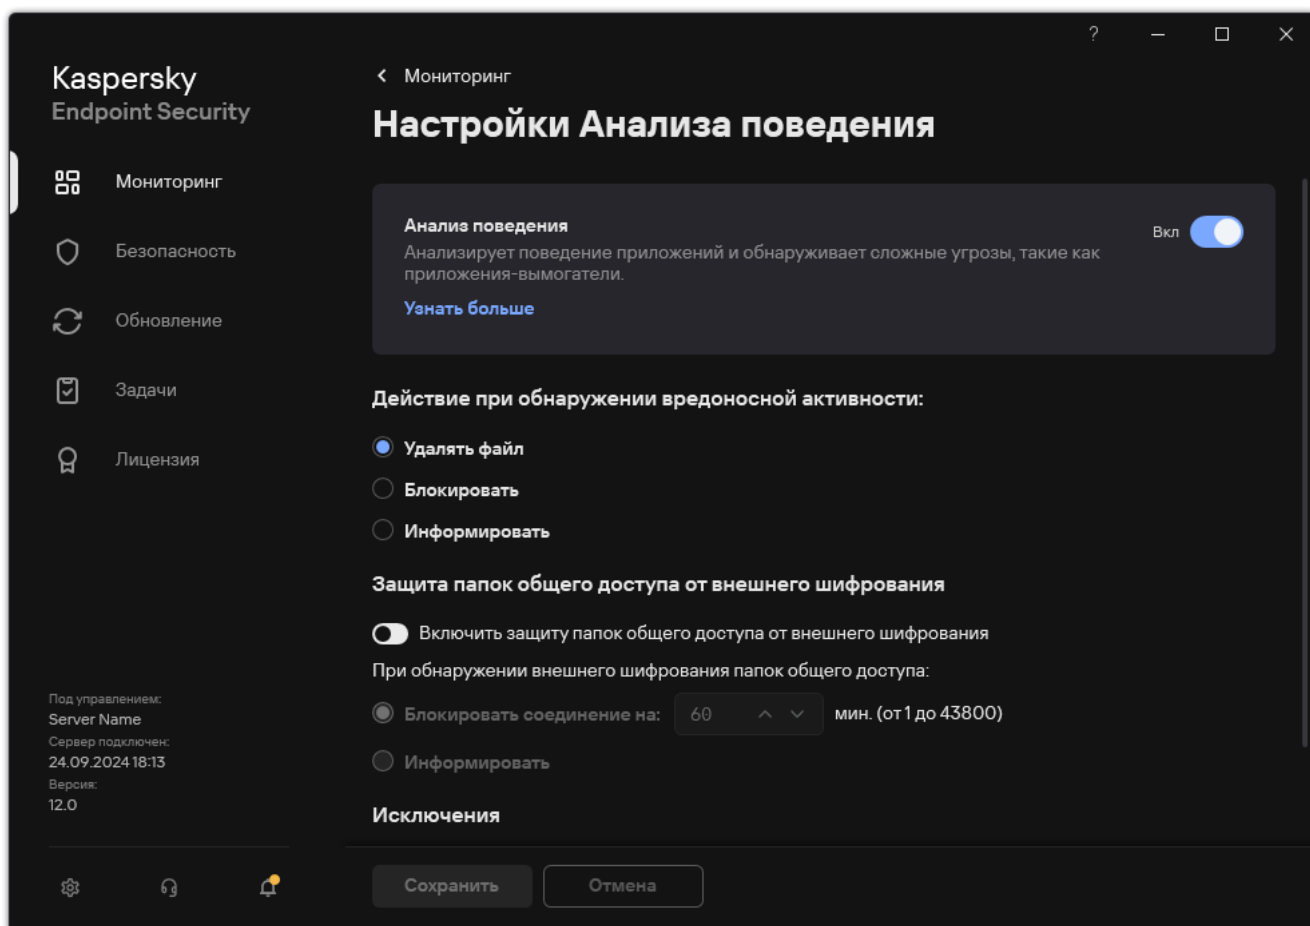 ?
Kaspersky
Endpoint Security
Мониторинг
Безопасность
Обновление
Задачи
Лицензия
Под управлением:
Server Name
Сервер подключен:
24.09.2024 18:13
Версия:
12.0
Мониторинг
Настройки Анализа поведения
Анализ поведения
Анализирует поведение приложений и обнаруживает сложные угрозы, такие как
приложения-вымогатели.
Узнать больше
Вкл
Действие при обнаружении вредоносной активности:
Удалять файл
Блокировать
Информировать
Защита папок общего доступа от внешнего шифрования
Включить защиту папок общего доступа от внешнего шифрования
При обнаружении внешнего шифрования папок общего доступа:
Блокировать соединение на: 60 мин. (от 1 до 43800)
Информировать
Исключения
Сохранить Отмена